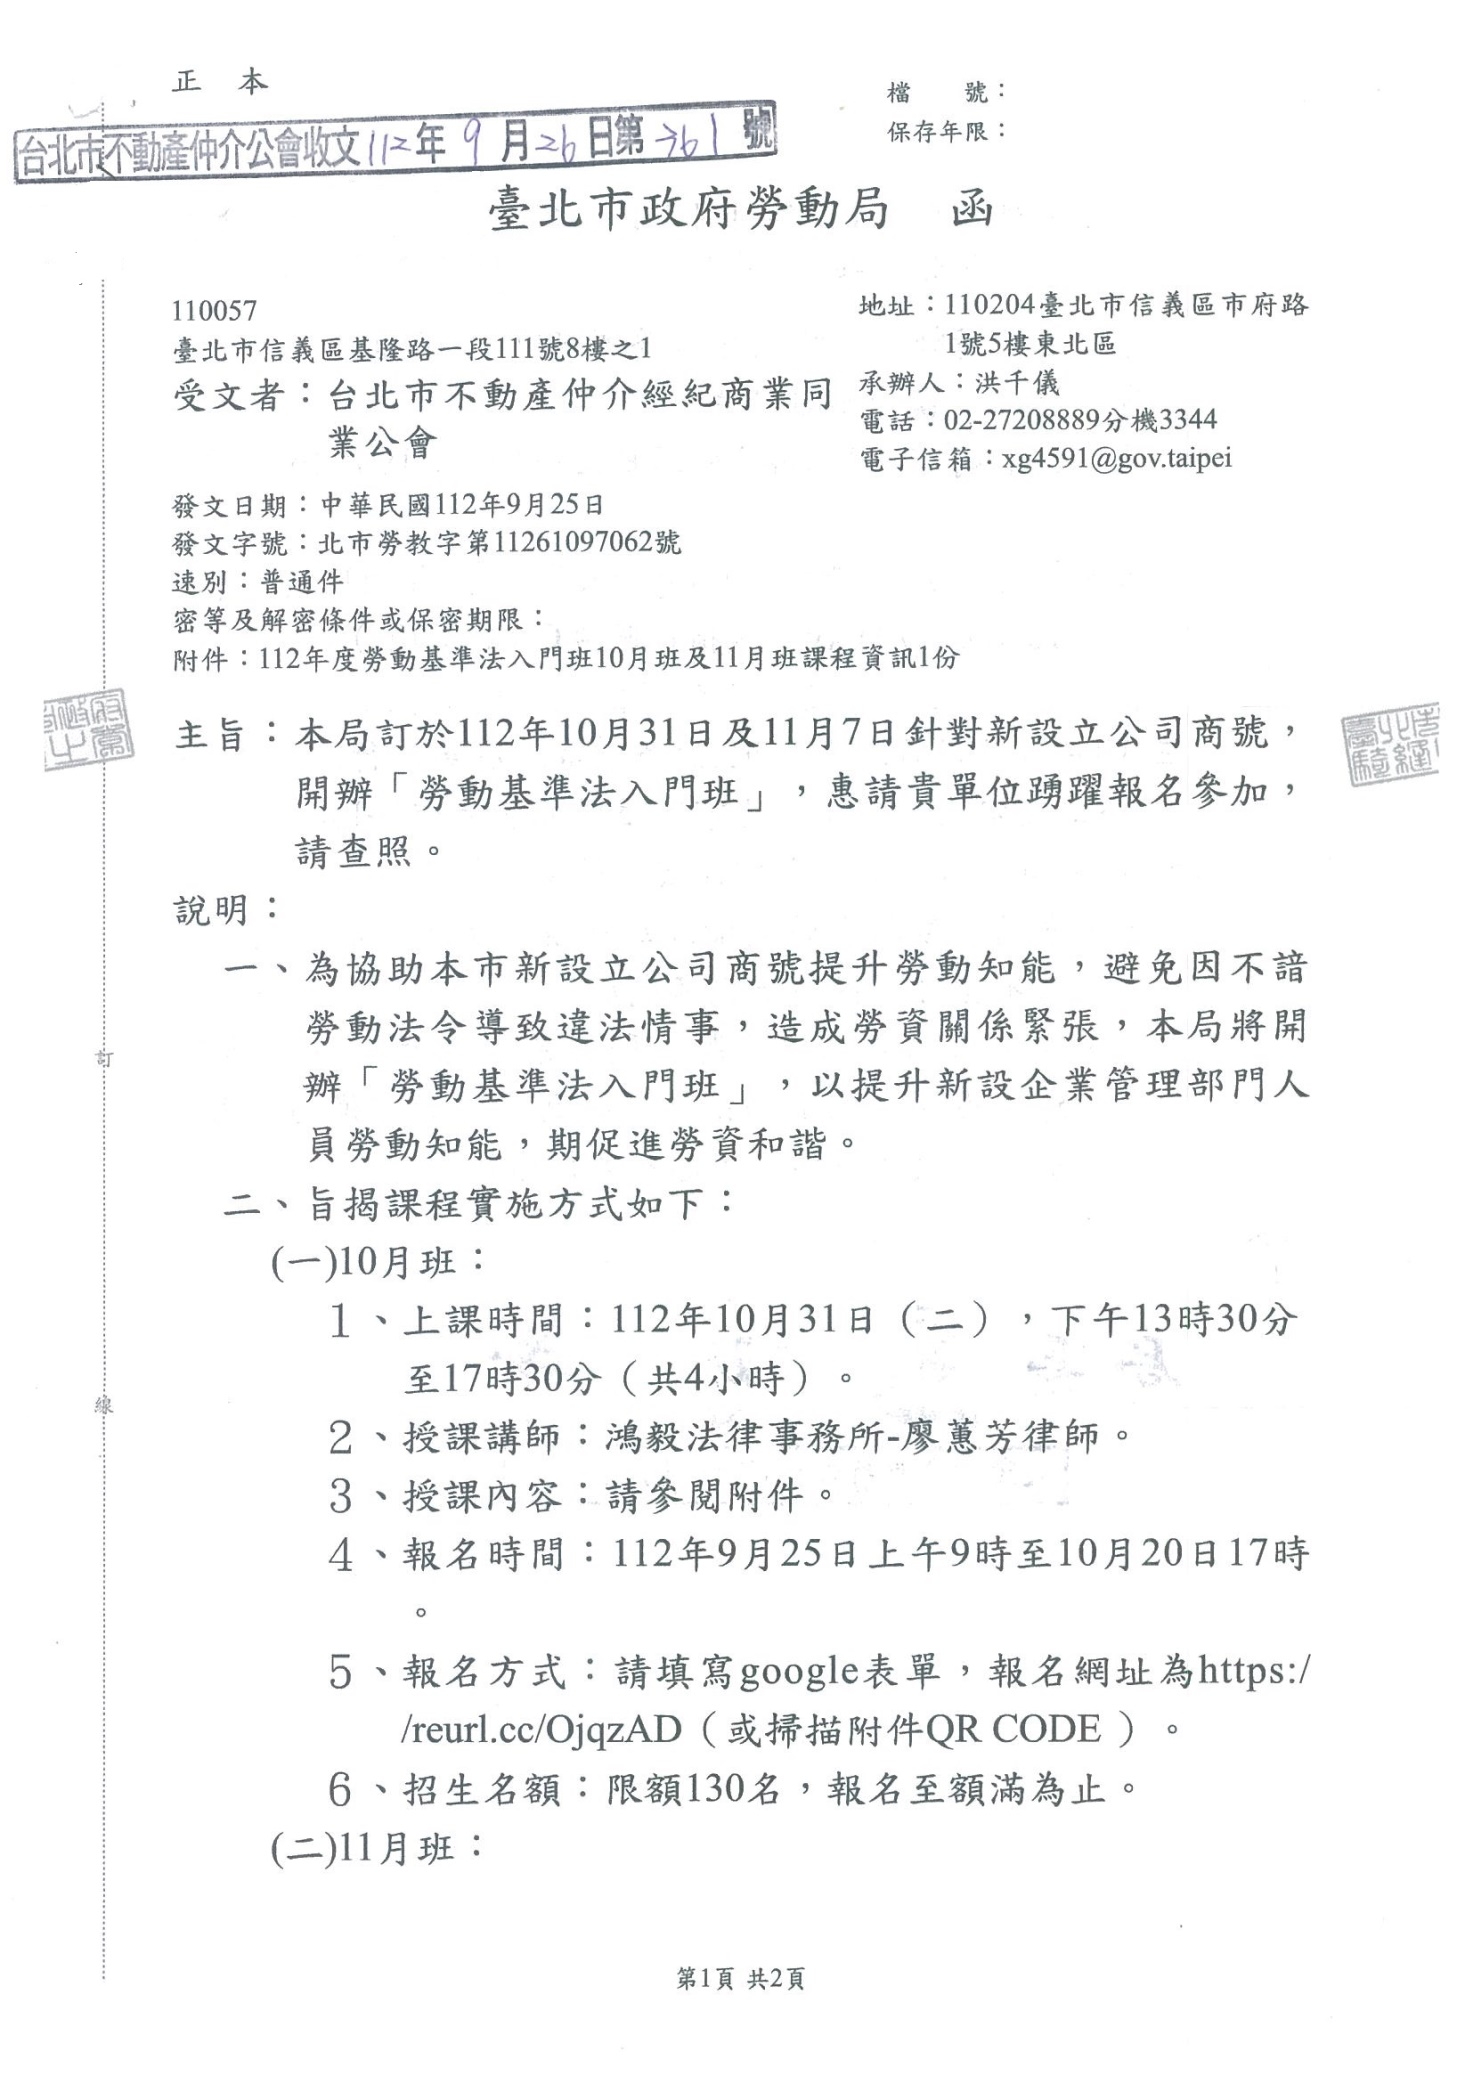 正　本
檔　　號：
保存年限：
台北市不動產仲介公會收文112年9月26日第761號
臺北市政府勞動局　函
110057
臺北市信義區基隆路一段111號8樓之1
受文者：台北市不動產仲介經紀商業同
業公會
地址：110204臺北市信義區市府路
1號5樓東北區
承辦人：洪千儀
電話：02-27208889分機3344
電子信箱：xg4591@gov.taipei
發文日期：中華民國112年9月25日
發文字號：北市勞教字第11261097062號
速別：普通件
密等及解密條件或保密期限：
附件：112年度勞動基準法入門班10月班及11月班課程資訊1份
主旨：本局訂於112年10月31日及11月7日針對新設立公司商號，
開辦「勞動基準法入門班」，惠請貴單位踴躍報名參加，
請查照。
說明：
一、為協助本市新設立公司商號提升勞動知能，避免因不諳
勞動法令導致違法情事，造成勞資關係緊張，本局將開
辦「勞動基準法入門班」，以提升新設企業管理部門人
員勞動知能，期促進勞資和諧。
二、旨揭課程實施方式如下：
(一)10月班：
1、上課時間：112年10月31日（二），下午13時30分
至17時30分（共4小時）。
2、授課講師：鴻毅法律事務所-廖蕙芳律師。
3、授課內容：請參閱附件。
4、報名時間：112年9月25日上午9時至10月20日17時
。
5、報名方式：請填寫google表單，報名網址為https:/
/reurl.cc/OjqzAD（或掃描附件QR CODE）。
6、招生名額：限額130名，報名至額滿為止。
(二)11月班：
訂
線
第1頁 共2頁